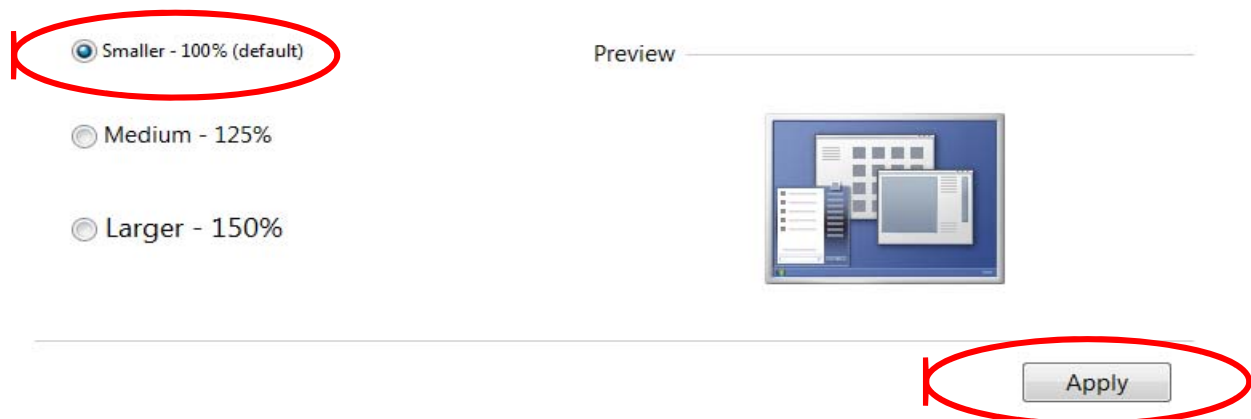 Smaller - 100% (default)
Preview
Medium - 125%
Larger - 150%
Apply